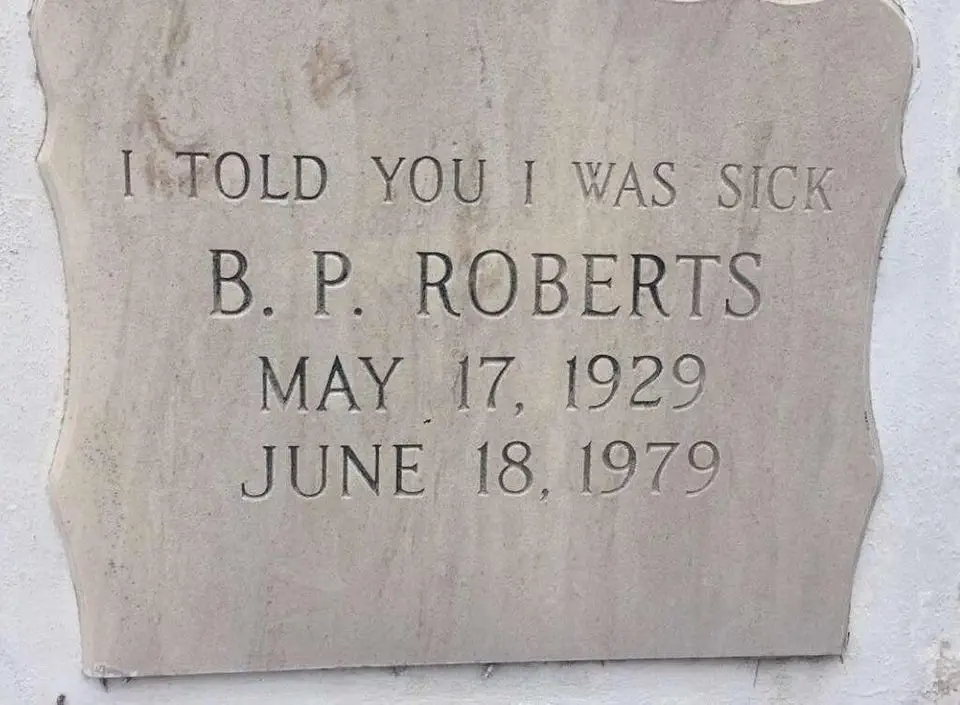 I TOLD YOU I WAS SICK
B. P. ROBERTS
MAY 17, 1929
JUNE 18, 1979